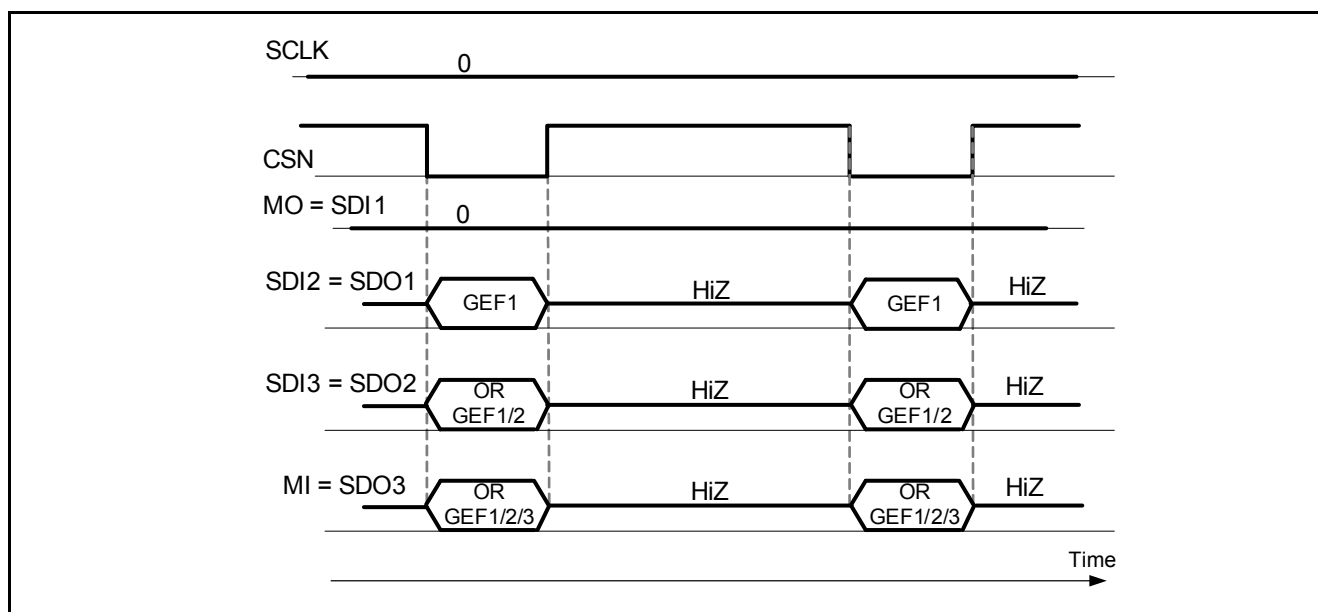 SCLK
0
CSN
MO = SDI1
0
SDI2 = SDO1
GEF1
HiZ
GEF1
HiZ
SDI3 = SDO2
OR
GEF1/2
HiZ
OR
GEF1/2
HiZ
MI = SDO3
OR
GEF1/2/3
HiZ
OR
GEF1/2/3
HiZ
Time